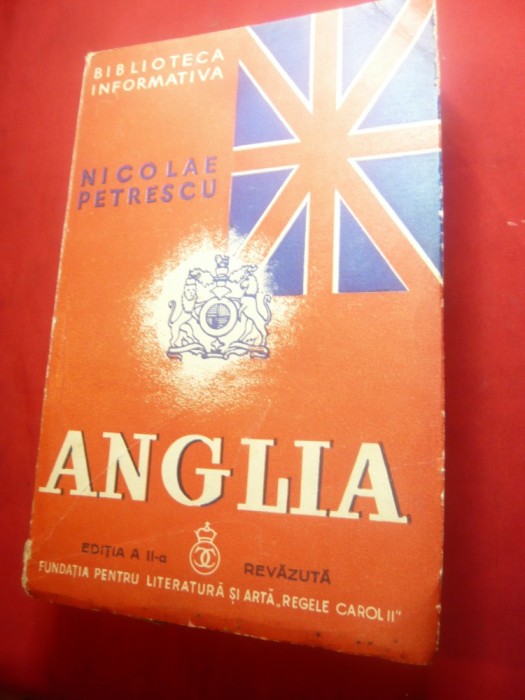 BIBLIOTECA
INFORMATIVA
NICOLAE
PETRESCU
ANGLIA
EDIȚIA A II-a REVĂZUTĂ
FUNDAȚIA PENTRU LITERATURĂ ȘI ARTĂ „REGELE CAROL II"